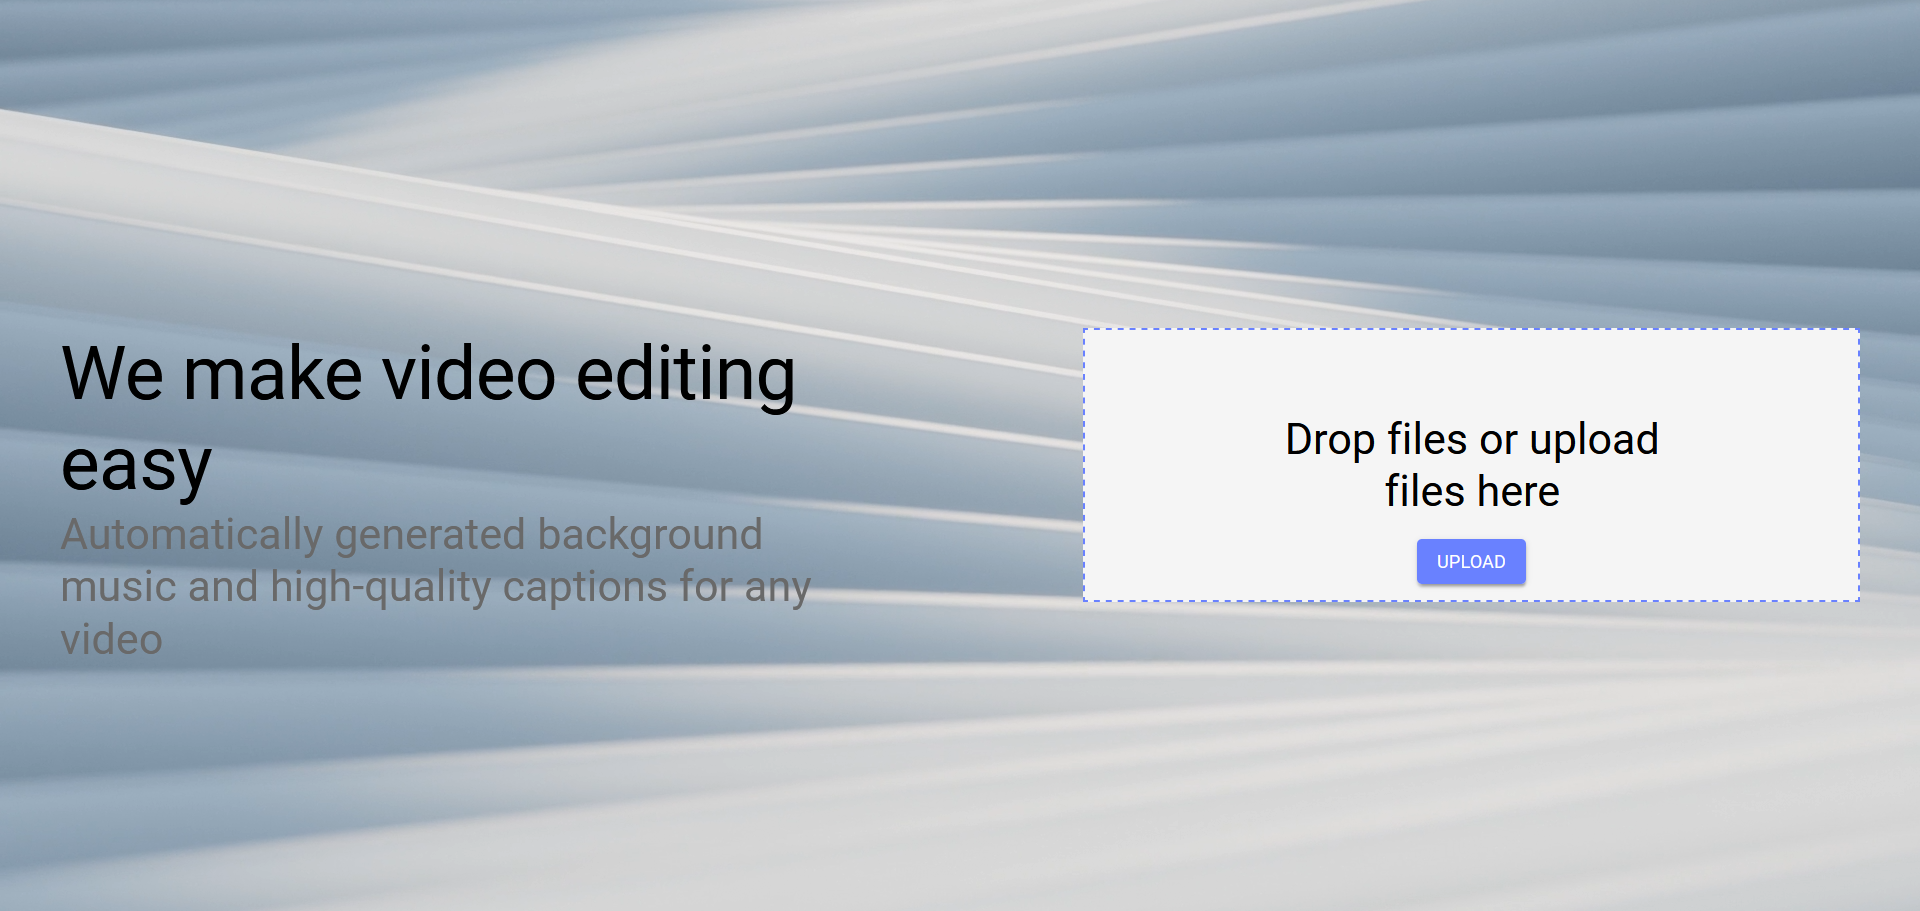 We make video editing
easy
Automatically generated background
music and high-quality captions for any
video
Drop files or upload
files here
UPLOAD